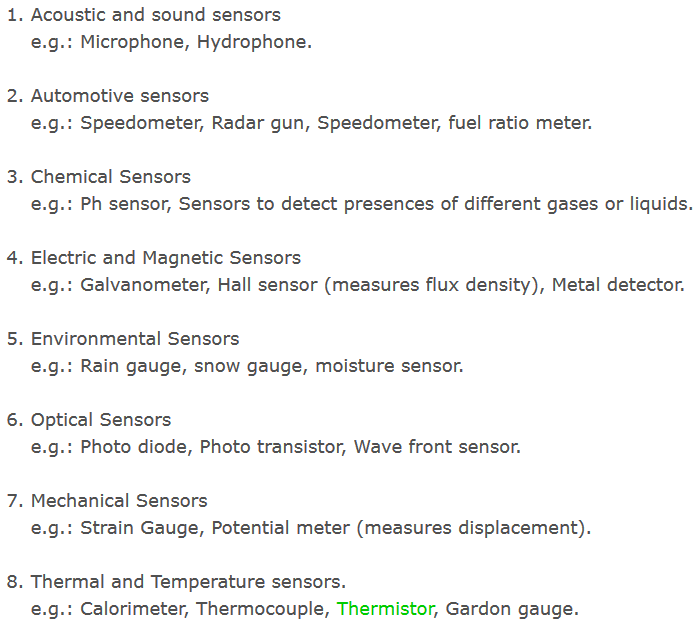 1. Acoustic and sound sensors
e.g.: Microphone, Hydrophone.
2. Automotive sensors
e.g.: Speedometer, Radar gun, Speedometer, fuel ratio meter.
3. Chemical Sensors
e.g.: Ph sensor, Sensors to detect presences of different gases or liquids.
4. Electric and Magnetic Sensors
e.g.: Galvanometer, Hall sensor (measures flux density), Metal detector.
5. Environmental Sensors
e.g.: Rain gauge, snow gauge, moisture sensor.
6. Optical Sensors
e.g.: Photo diode, Photo transistor, Wave front sensor.
7. Mechanical Sensors
e.g.: Strain Gauge, Potential meter (measures displacement).
8. Thermal and Temperature sensors.
e.g.: Calorimeter, Thermocouple, Thermistor, Gardon gauge.